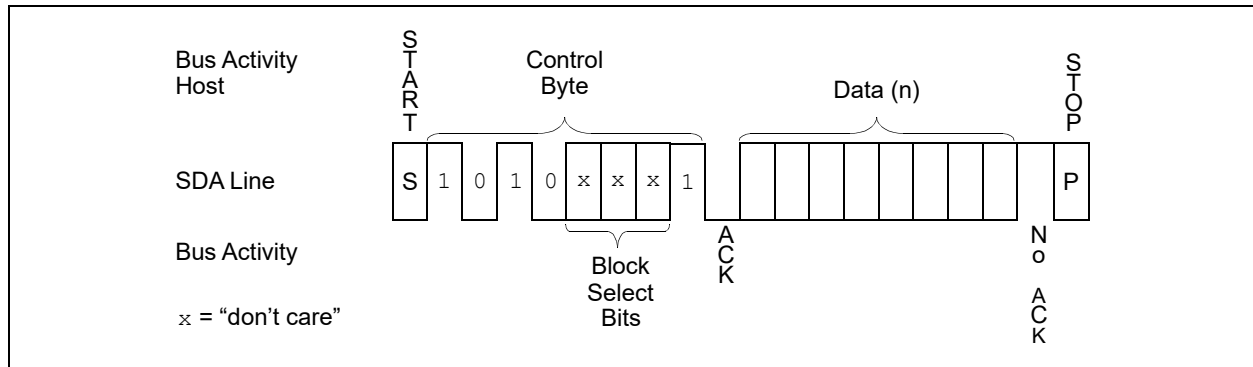 Bus Activity
Host
START
Control
Byte
Data (n)
STOP
SDA Line
S 1 0 1 0 x x x 1 P
Bus Activity
ACK
No ACK
Block
Select
Bits
x = “don’t care”